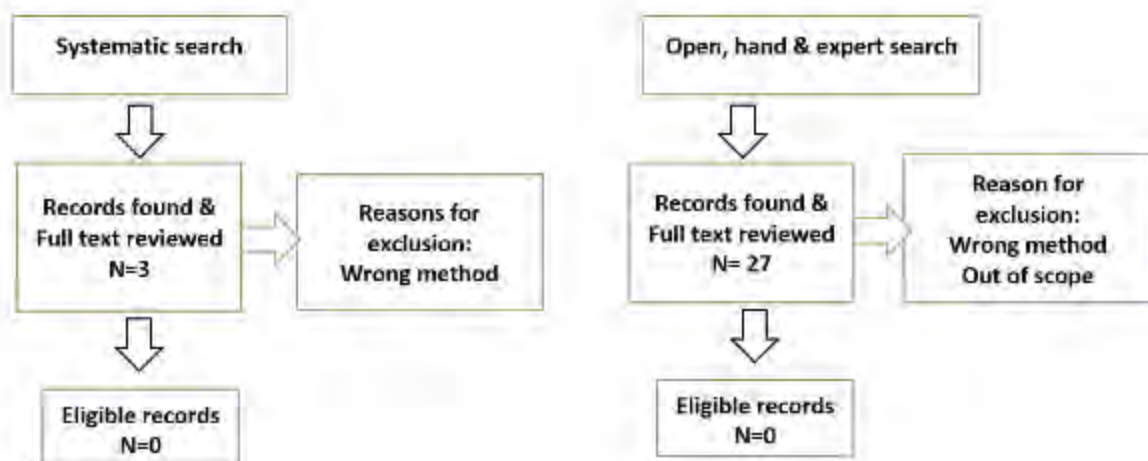 Systematic search
Records found &
Full text reviewed
N=3
Reasons for
exclusion:
Wrong method
Eligible records
N=0
Open, hand & expert search
Records found &
Full text reviewed
N= 27
Reason for
exclusion:
Wrong method
Out of scope
Eligible records
N=0